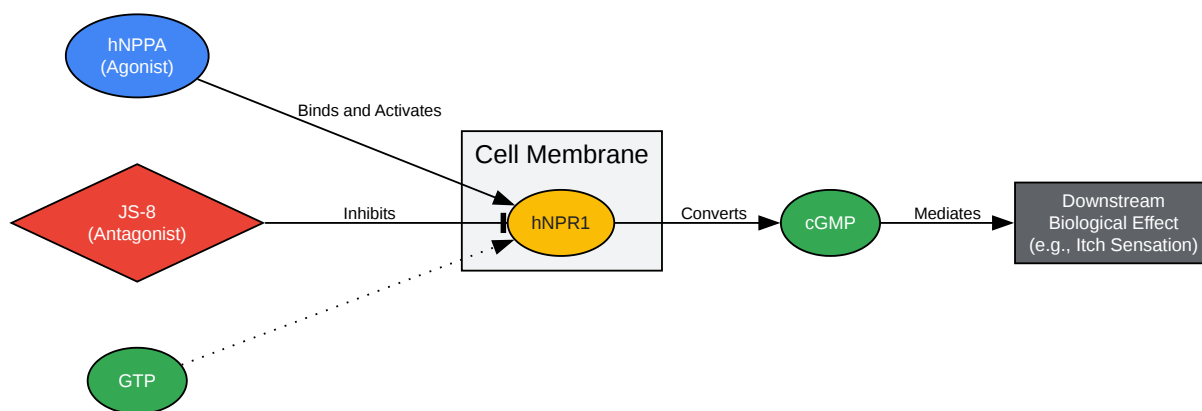 hNPPA
(Agonist)
Binds and Activates
Cell Membrane
JS-8
(Antagonist)
Inhibits
hNPR1
Converts
cGMP
Mediates
Downstream
Biological Effect
(e.g., Itch Sensation)
GTP